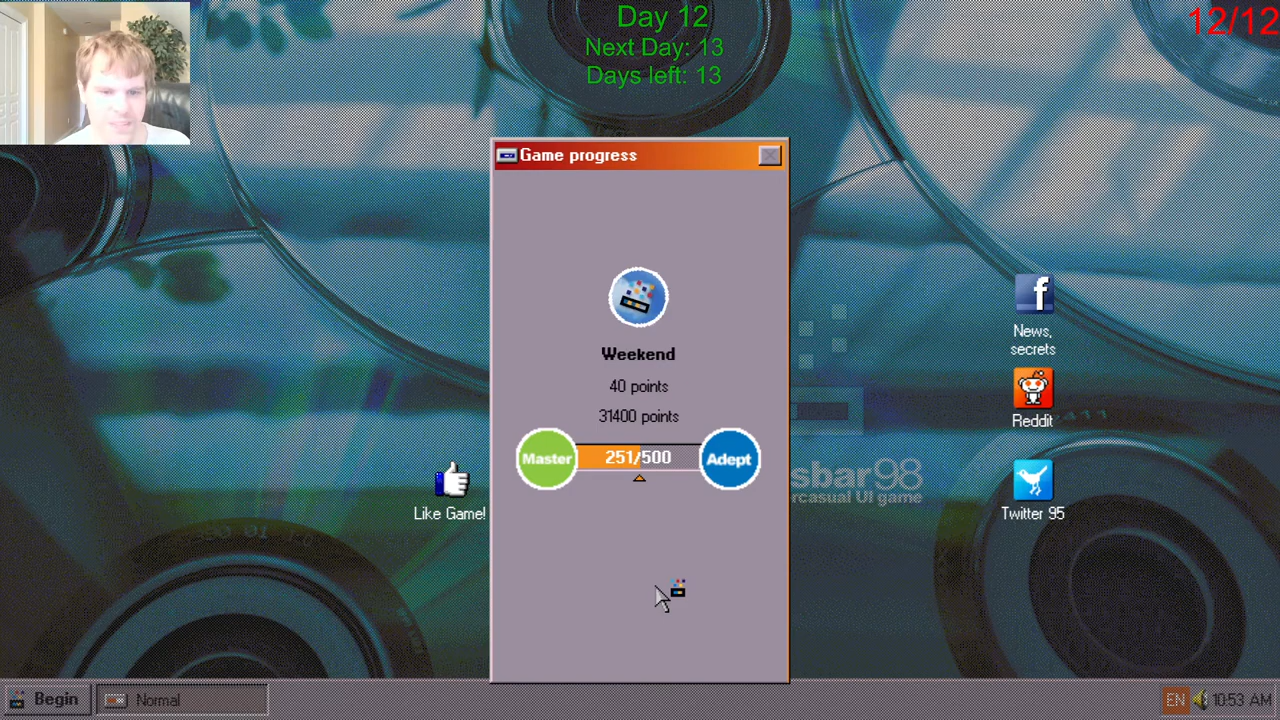 Day 12
Next Day: 13
Days left: 13
12/12
Game progress
Weekend
40 points
31400 points
Master
251/500
Adept
News,
secrets
Reddit
Like Game!
Twitter 95
sbar98
rcasual UI game
Begin
Normal
EN
10:53 AM